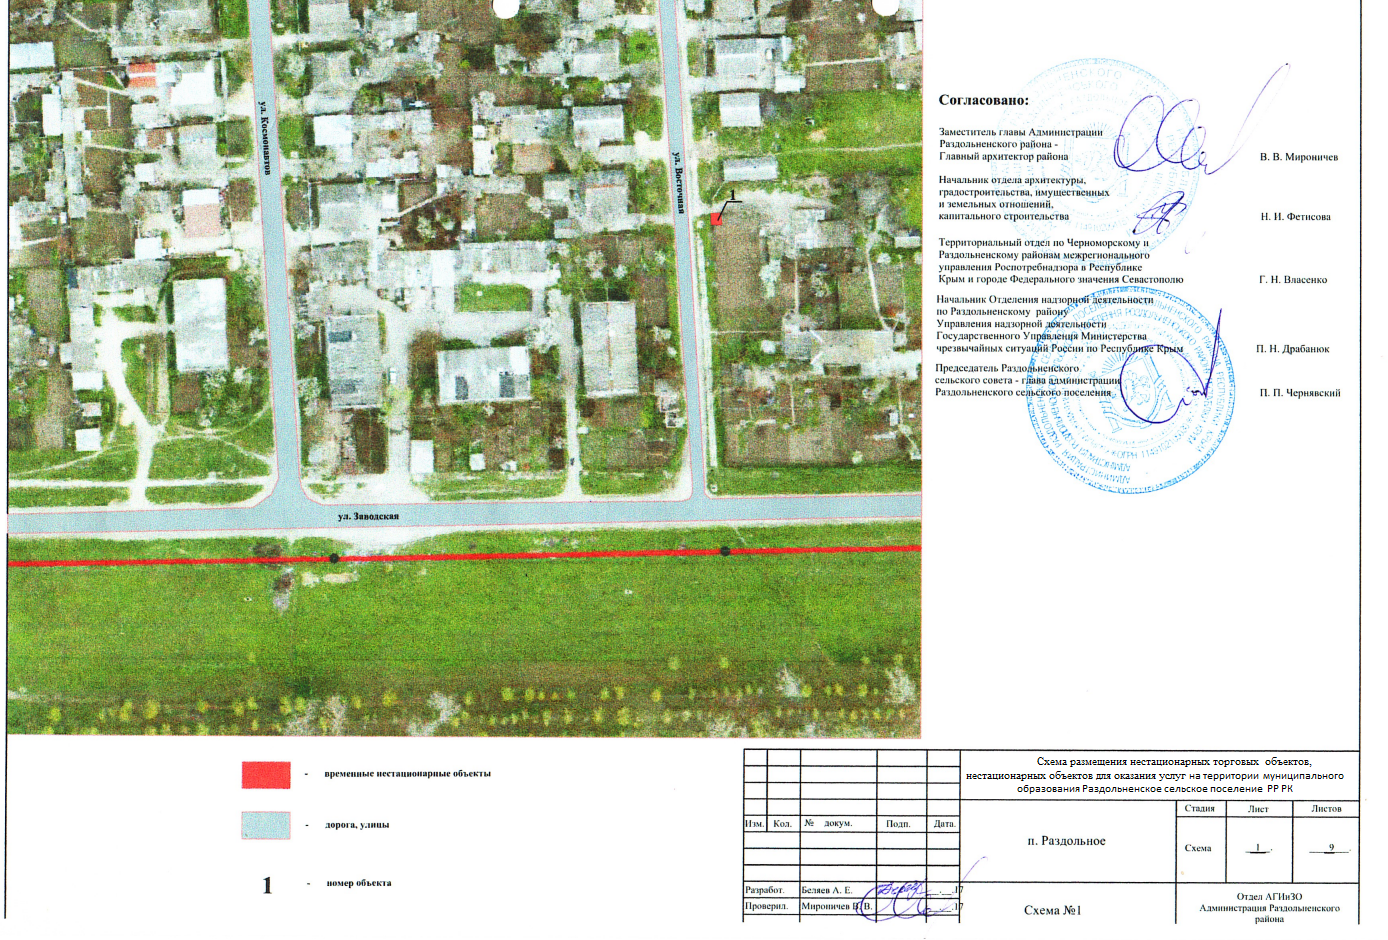 ул. Космонавтов
ул. Восточная
1
ул. Заводская
Согласовано:
Заместитель главы Администрации
Раздольненского района -
Главный архитектор района
В. В. Мироничев
Начальник отдела архитектуры,
градостроительства, имущественных
и земельных отношений,
капитального строительства
Н. И. Фетисова
Территориальный отдел по Черноморскому и
Раздольненскому районам межрегионального
управления Роспотребнадзора в Республике
Крым и городе Федерального значения Севастополю
Г. Н. Власенко
Начальник Отделения надзорной деятельности
по Раздольненскому району
Управления надзорной деятельности
Государственного Управления Министерства
чрезвычайных ситуаций России по Республике Крым
П. Н. Драбанюк
Председатель Раздольненского
сельского совета - глава администрации
Раздольненского сельского поселения
П. П. Чернявский
- временные нестационарные объекты
- дорога, улицы
1 - номер объекта
Схема размещения нестационарных торговых объектов,
нестационарных объектов для оказания услуг на территории муниципального
образования Раздольненское сельское поселение РР РК
Изм. Кол. № докум. Подп. Дата.
п. Раздольное
Стадия Лист Листов
Схема 1 9
Разработ. Беляев А. Е. .17
Проверил. Мироничев В. В. .17
Схема №1
Отдел АГИиЗО
Администрация Раздольненского
района